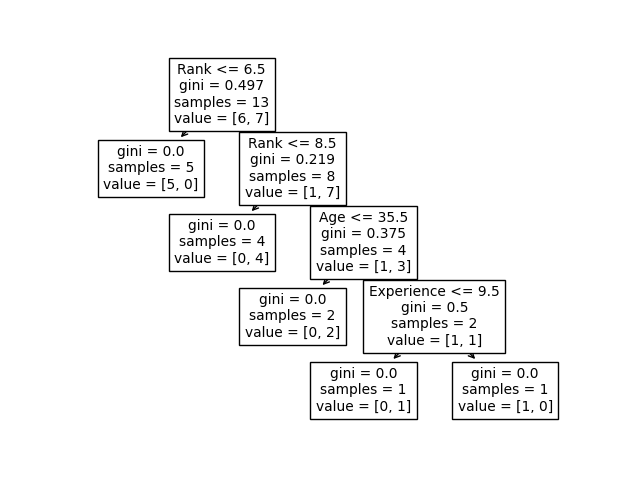 Rank <= 6.5
gini = 0.497
samples = 13
value = [6, 7]
gini = 0.0
samples = 5
value = [5, 0]
Rank <= 8.5
gini = 0.219
samples = 8
value = [1, 7]
gini = 0.0
samples = 4
value = [0, 4]
Age <= 35.5
gini = 0.375
samples = 4
value = [1, 3]
gini = 0.0
samples = 2
value = [0, 2]
Experience <= 9.5
gini = 0.5
samples = 2
value = [1, 1]
gini = 0.0
samples = 1
value = [0, 1]
gini = 0.0
samples = 1
value = [1, 0]